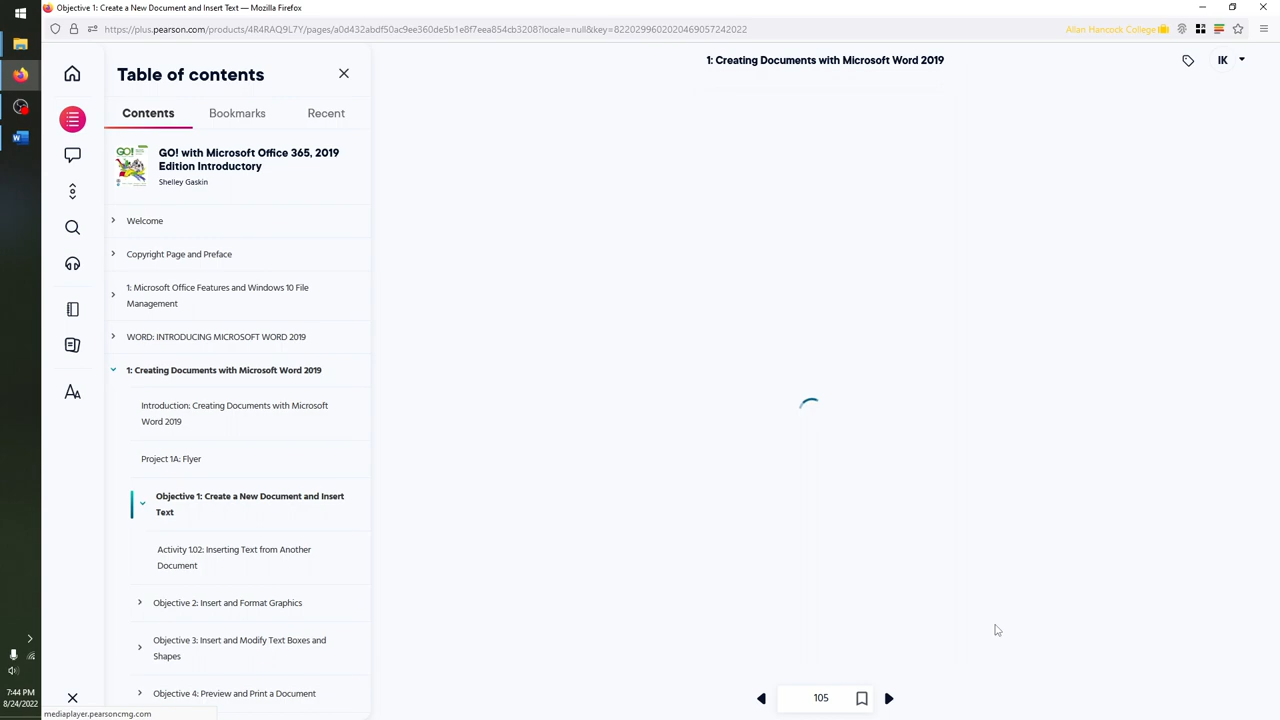 Objective 1: Create a New Document and Insert Text — Mozilla Firefox
https://plus.pearson.com/products/4R4RAQ9L7Y/pages/a0d432abdf50ac9ee360de5b1e8f7eea854cb3208?locale=null&key=8220299602020469057242022
Allan Hancock College
Table of contents
1: Creating Documents with Microsoft Word 2019
IK
Contents
Bookmarks
Recent
GO! with Microsoft Office 365, 2019
Edition Introductory
Shelley Gaskin
Welcome
Copyright Page and Preface
1: Microsoft Office Features and Windows 10 File
Management
WORD: INTRODUCING MICROSOFT WORD 2019
1: Creating Documents with Microsoft Word 2019
Introduction: Creating Documents with Microsoft
Word 2019
Project 1A: Flyer
Objective 1: Create a New Document and Insert
Text
Activity 1.02: Inserting Text from Another
Document
Objective 2: Insert and Format Graphics
Objective 3: Insert and Modify Text Boxes and
Shapes
Objective 4: Preview and Print a Document
105
7:44 PM
8/24/2022
mediaplayer.pearsoncmg.com